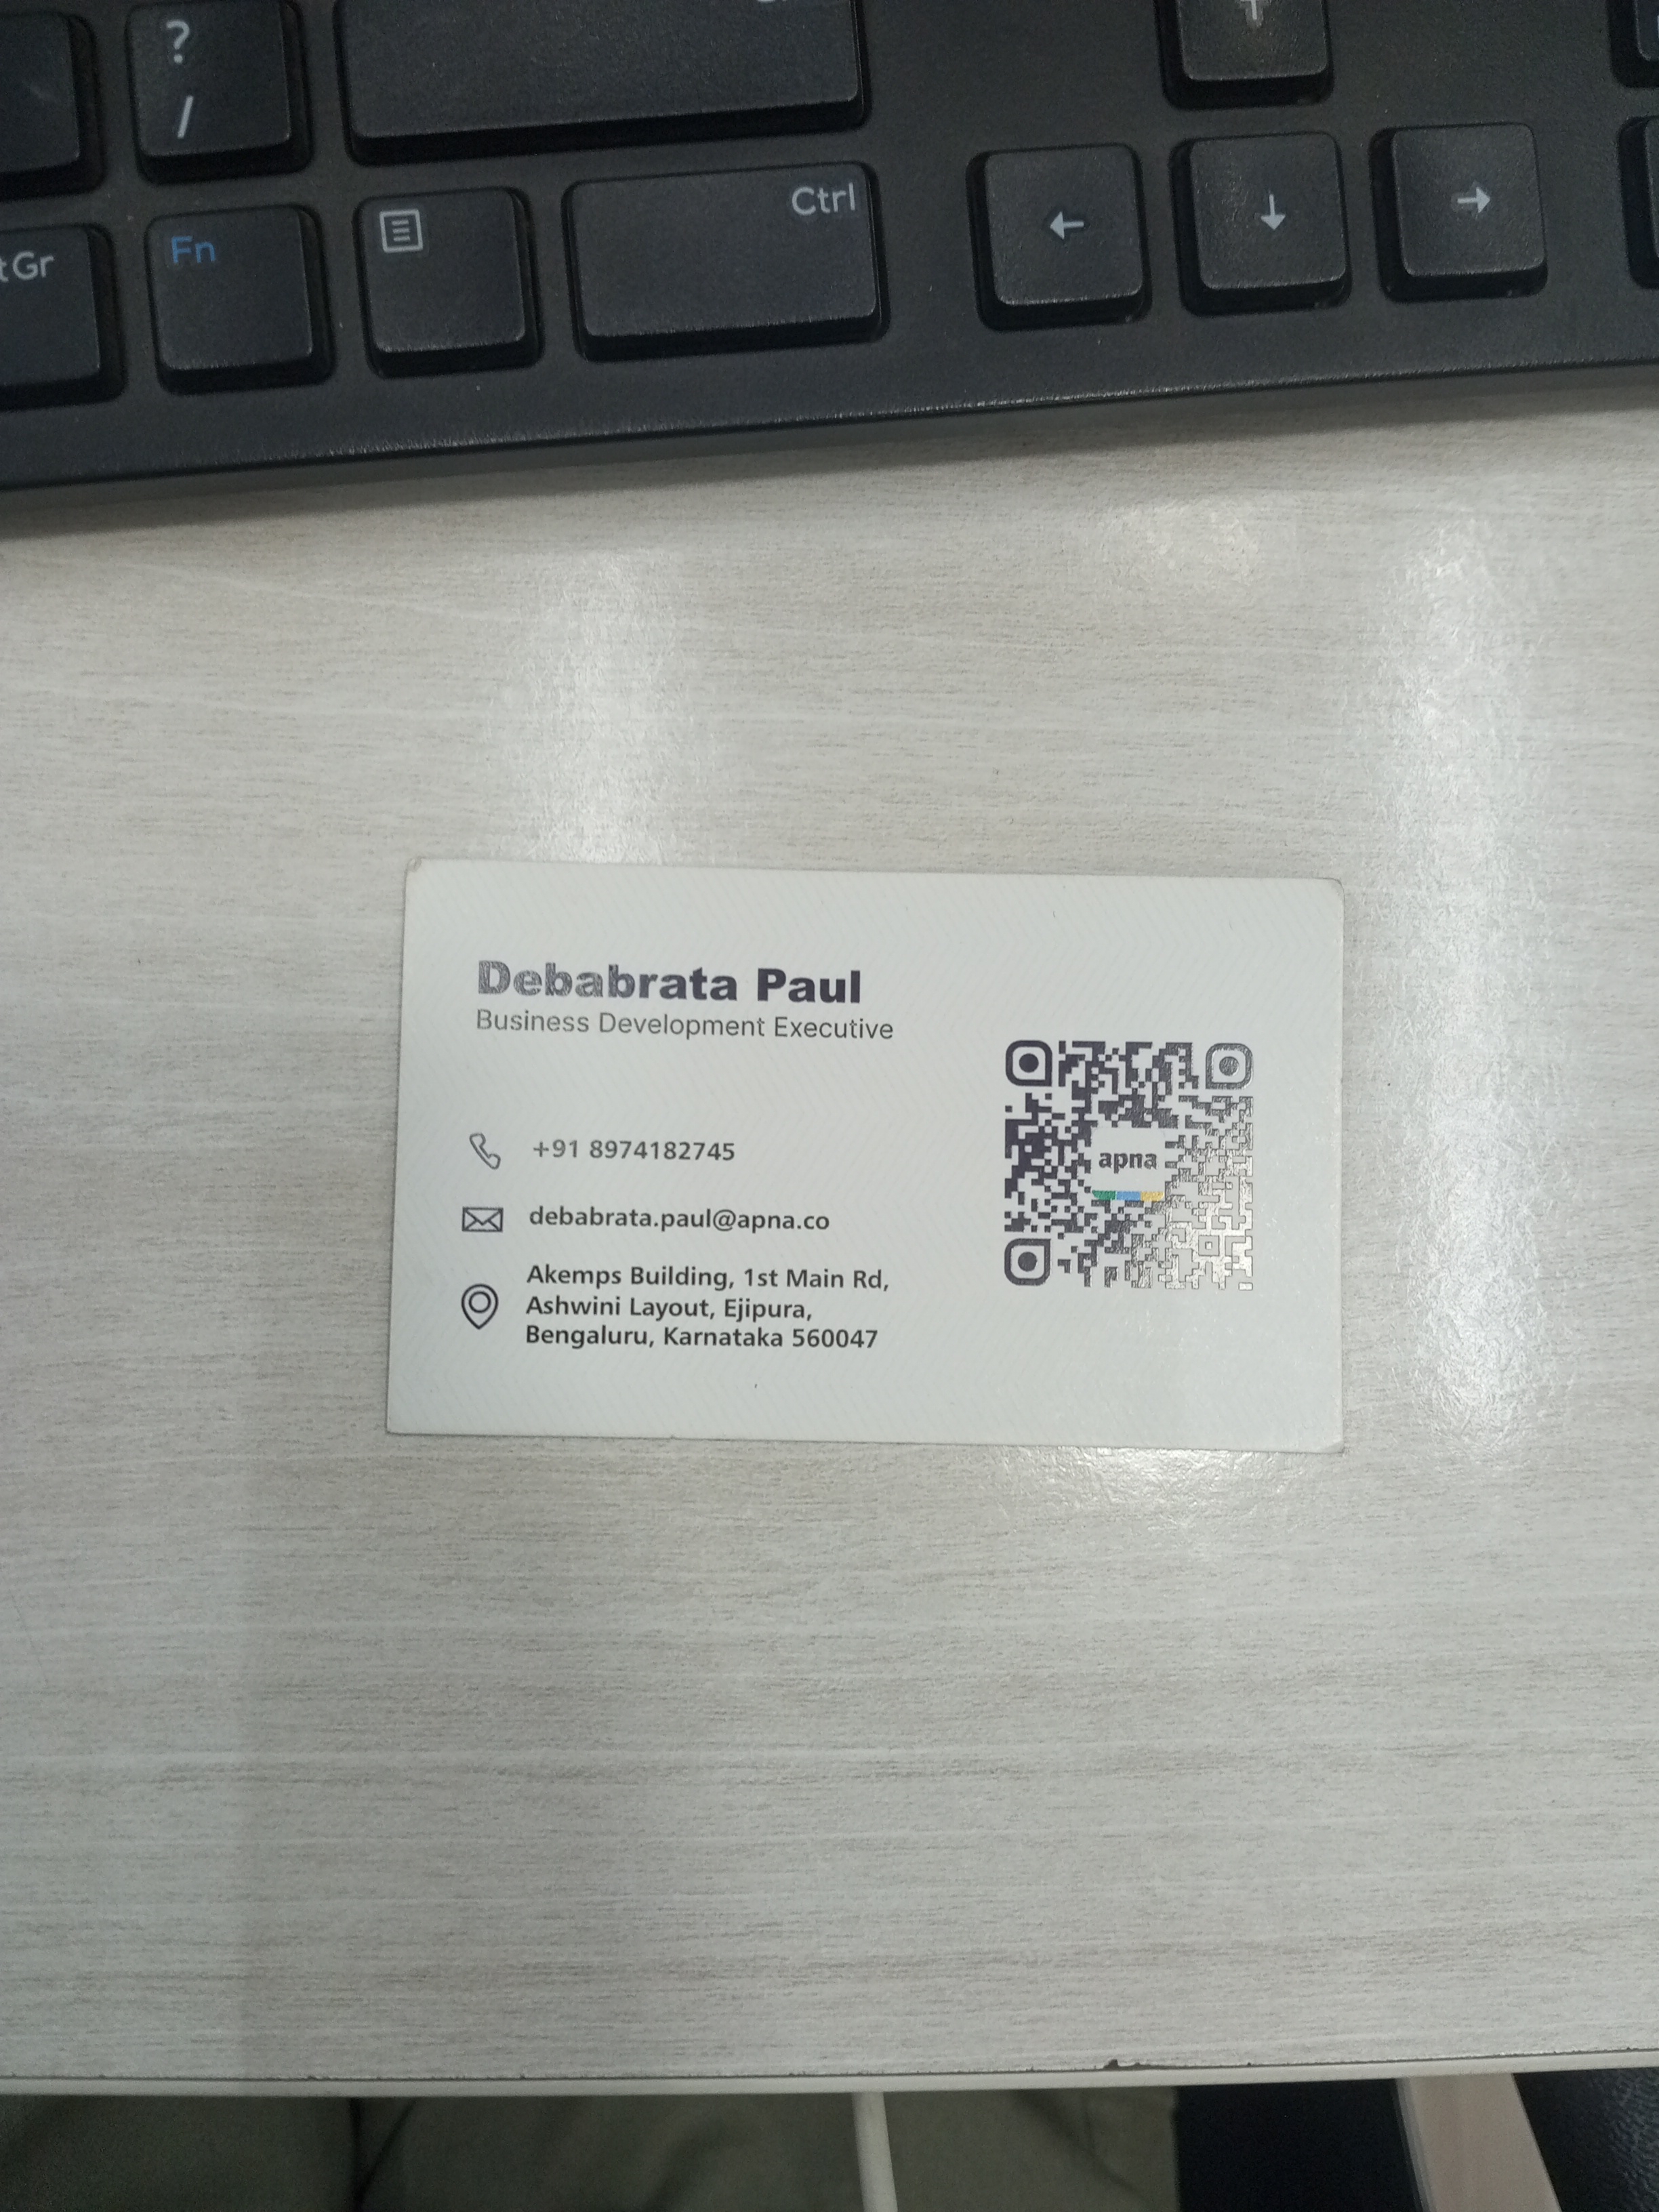 ?
/
Ctrl
tGr
Fn
←
↓
→
Debabrata Paul
Business Development Executive
+91 8974182745
debabrata.paul@apna.co
Akemps Building, 1st Main Rd,
Ashwini Layout, Ejipura,
Bengaluru, Karnataka 560047
apna